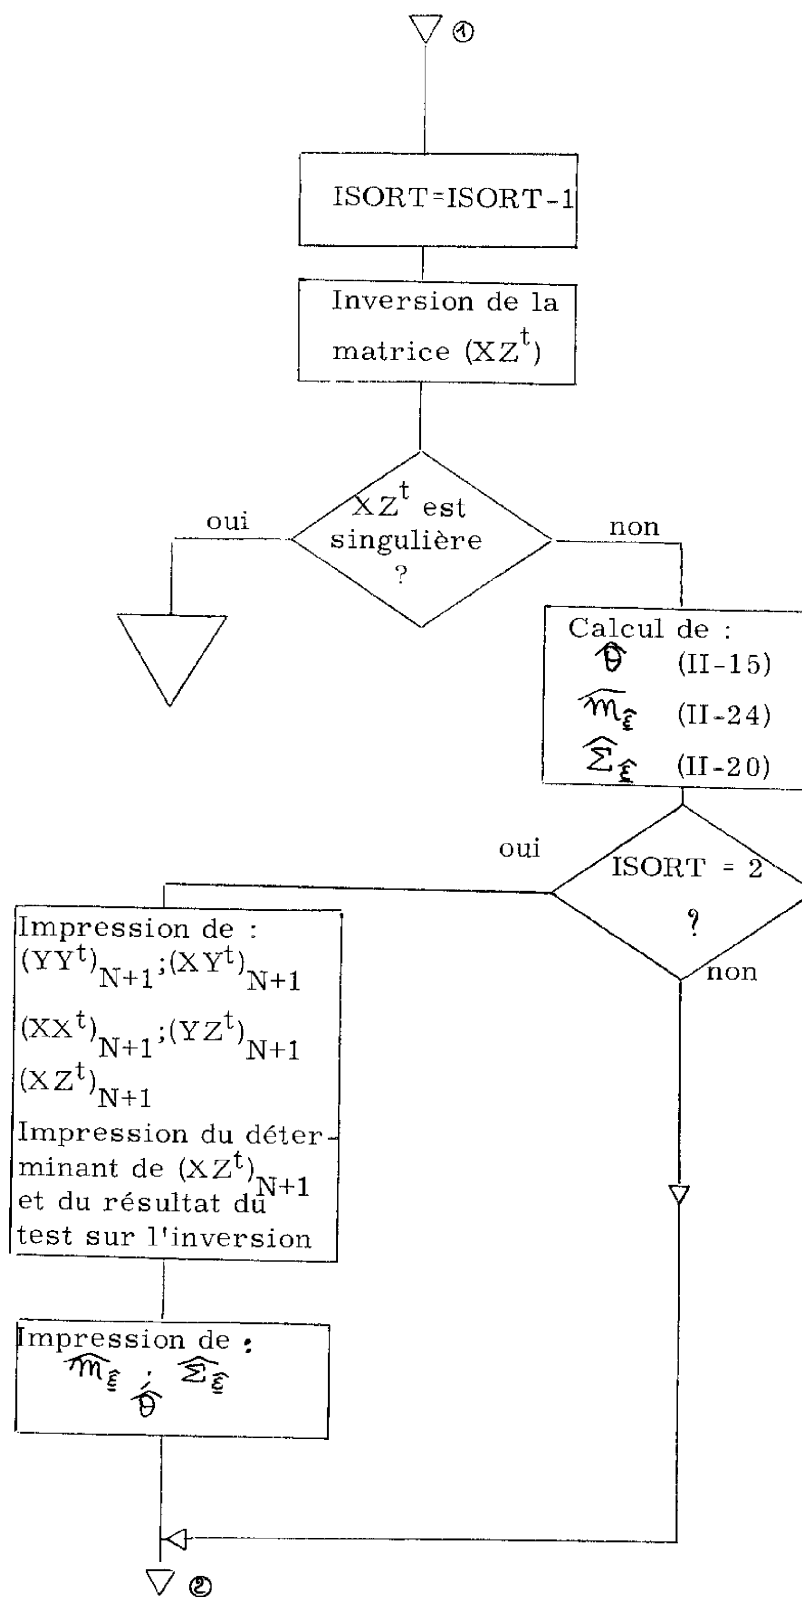 ①
ISORT=ISORT-1
Inversion de la
matrice (XZ^t)
XZ^t est
singulière
?
oui
non
Calcul de :
θ̂ (II-15)
m̂_ε̂ (II-24)
Σ̂_ε̂ (II-20)
oui
ISORT = 2
?
non
Impression de :
(YY^t)_N+1;(XY^t)_N+1
(XX^t)_N+1;(YZ^t)_N+1
(XZ^t)_N+1
Impression du déter-
minant de (XZ^t)_N+1
et du résultat du
test sur l'inversion
Impression de :
m̂_ε̂ ; Σ̂_ε̂
θ̂
②